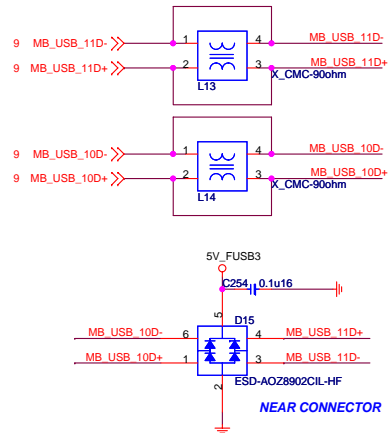 9 MB_USB_11D- 1 4 MB_USB_11D-
9 MB_USB_11D+ 2 3 MB_USB_11D+
L13 X_CMC-90ohm
9 MB_USB_10D- 1 4 MB_USB_10D-
9 MB_USB_10D+ 2 3 MB_USB_10D+
L14 X_CMC-90ohm
5V_FUSB3
C254 0.1u16
5 D15
MB_USB_10D- 6 4 MB_USB_11D+
MB_USB_10D+ 1 3 MB_USB_11D-
2 ESD-AOZ8902CIL-HF
NEAR CONNECTOR